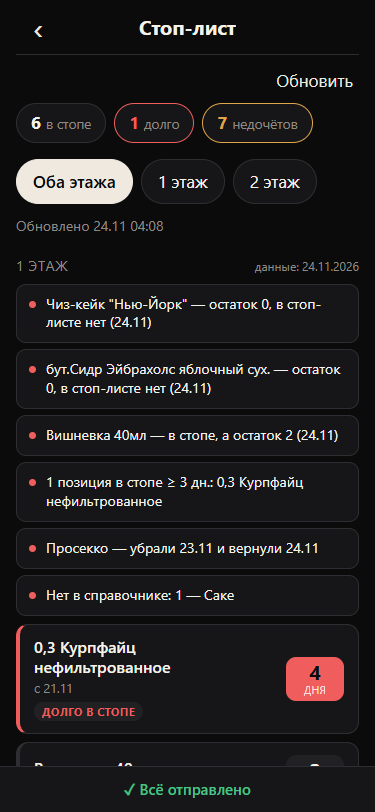 Стоп-лист
Обновить
6 в стопе
1 долго
7 недочётов
Оба этажа
1 этаж
2 этаж
Обновлено 24.11 04:08
1 ЭТАЖ
данные: 24.11.2026
Чиз-кейк "Нью-Йорк" — остаток 0, в стоп-
листе нет (24.11)
бут.Сидр Эйбрахолс яблочный сух. — остаток
0, в стоп-листе нет (24.11)
Вишневка 40мл — в стопе, а остаток 2 (24.11)
1 позиция в стопе ≥ 3 дн.: 0,3 Курпфайц
нефильтрованное
Просекко — убрали 23.11 и вернули 24.11
Нет в справочнике: 1 — Саке
0,3 Курпфайц
нефильтрованное
с 21.11
ДОЛГО В СТОПЕ
4
ДНЯ
✓ Всё отправлено